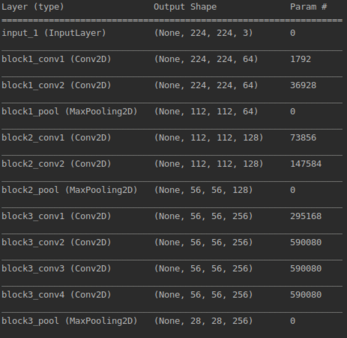 Layer (type) Output Shape Param #
=================================================================
input_1 (InputLayer) (None, 224, 224, 3) 0
block1_conv1 (Conv2D) (None, 224, 224, 64) 1792
block1_conv2 (Conv2D) (None, 224, 224, 64) 36928
block1_pool (MaxPooling2D) (None, 112, 112, 64) 0
block2_conv1 (Conv2D) (None, 112, 112, 128) 73856
block2_conv2 (Conv2D) (None, 112, 112, 128) 147584
block2_pool (MaxPooling2D) (None, 56, 56, 128) 0
block3_conv1 (Conv2D) (None, 56, 56, 256) 295168
block3_conv2 (Conv2D) (None, 56, 56, 256) 590080
block3_conv3 (Conv2D) (None, 56, 56, 256) 590080
block3_conv4 (Conv2D) (None, 56, 56, 256) 590080
block3_pool (MaxPooling2D) (None, 28, 28, 256) 0